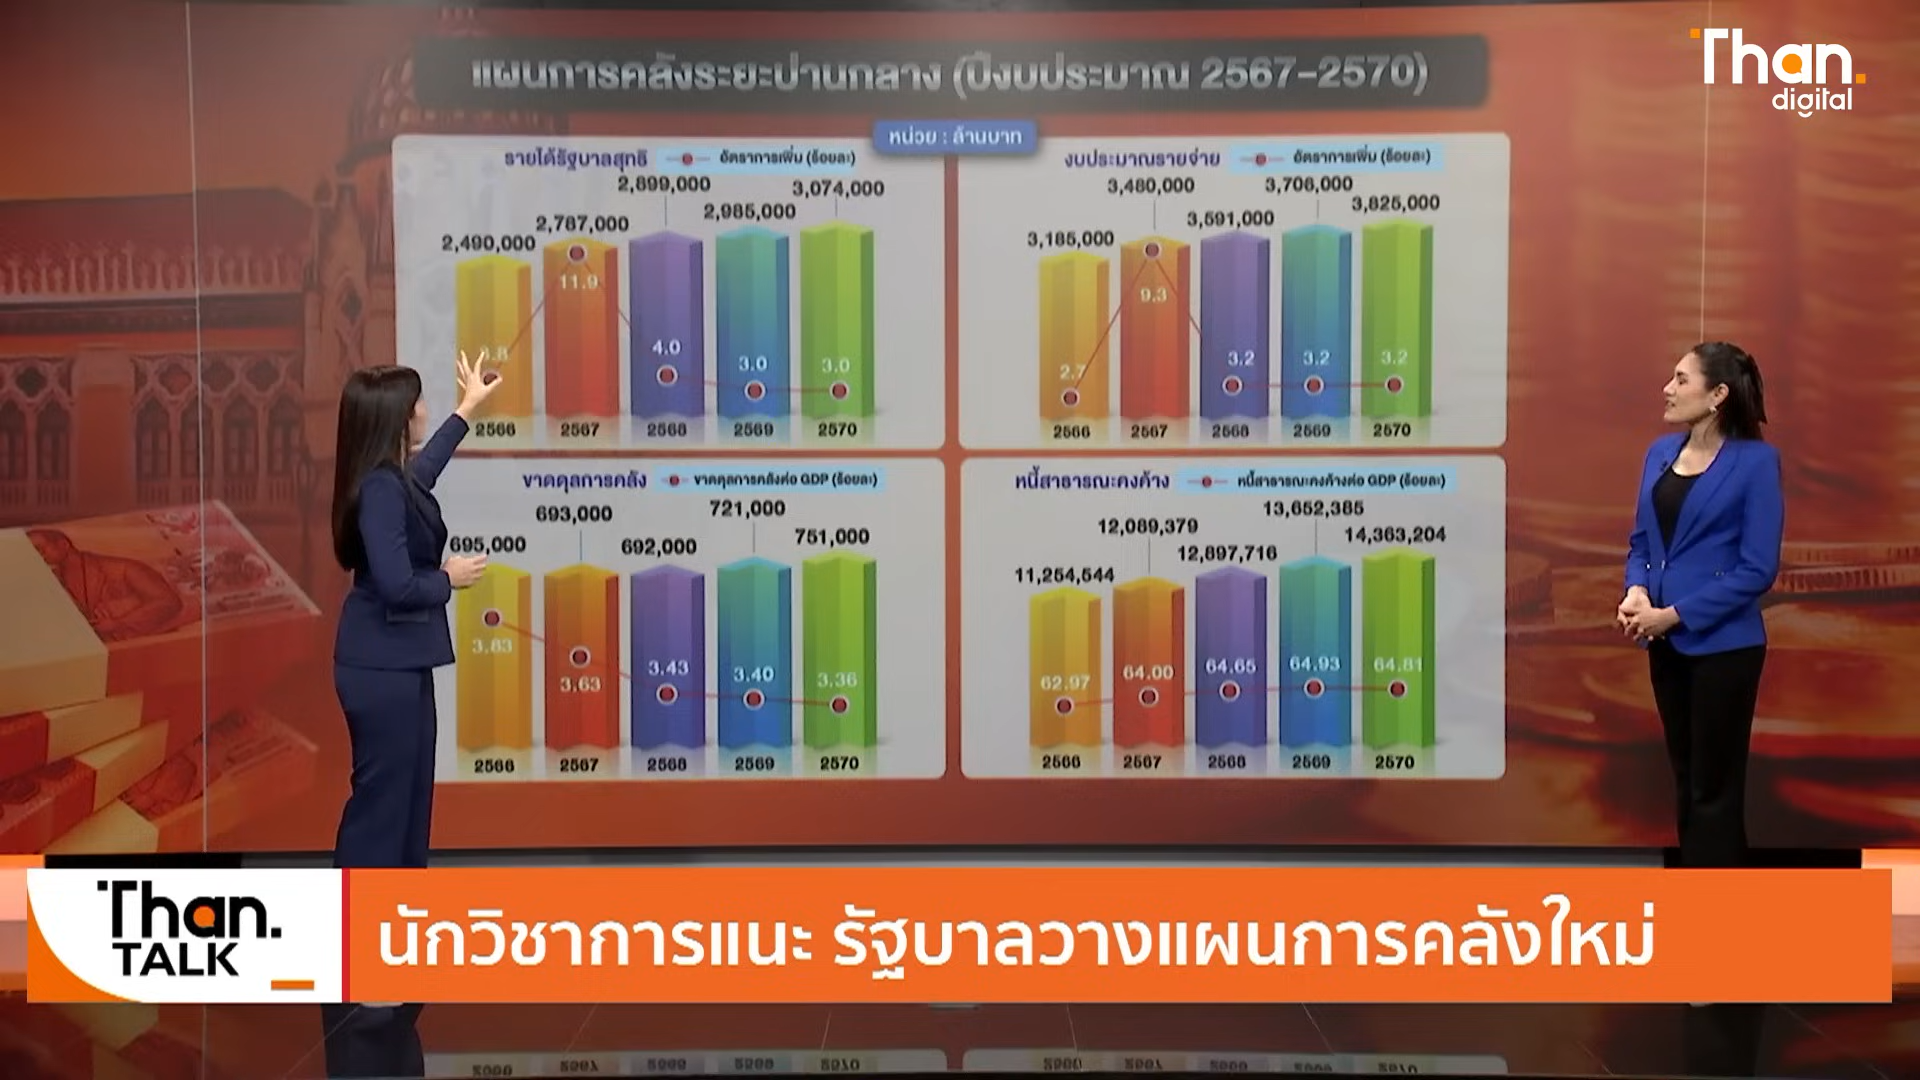 Than.
digital
แผนการคลังระยะปานกลาง (ปีงบประมาณ 2567-2570)
หน่วย : ล้านบาท
รายได้รัฐบาลสุทธิ อัตราการเพิ่ม (ร้อยละ)
2,490,000 2,787,000 2,899,000 2,985,000 3,074,000
11.9 4.0 3.0 3.0
2566 2567 2568 2569 2570
งบประมาณรายจ่าย อัตราการเพิ่ม (ร้อยละ)
3,185,000 3,480,000 3,591,000 3,706,000 3,825,000
2.7 9.3 3.2 3.2 3.2
2566 2567 2568 2569 2570
ขาดดุลการคลัง ขาดดุลการคลังต่อ GDP (ร้อยละ)
695,000 693,000 692,000 721,000 751,000
3.63 3.43 3.40 3.36
2566 2567 2568 2569 2570
หนี้สาธารณะคงค้าง หนี้สาธารณะคงค้างต่อ GDP (ร้อยละ)
11,254,544 12,089,379 12,897,716 13,652,385 14,363,204
62.97 64.00 64.65 64.93 64.81
2566 2567 2568 2569 2570
Than.
TALK
นักวิชาการแนะ รัฐบาลวางแผนการคลังใหม่